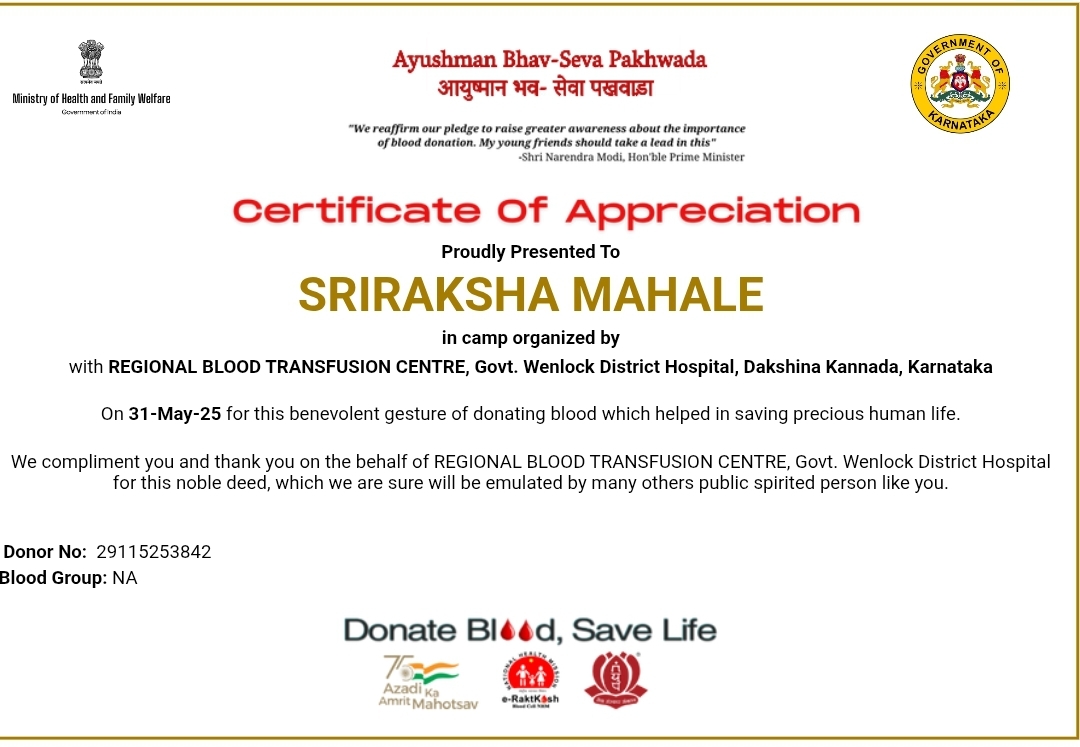 Ministry of Health and Family Welfare
Government of India
Ayushman Bhav-Seva Pakhwada
आयुष्मान भव- सेवा पखवाड़ा
"We reaffirm our pledge to raise greater awareness about the importance
of blood donation. My young friends should take a lead in this"
-Shri Narendra Modi, Hon'ble Prime Minister
GOVERNMENT OF
KARNATAKA
Certificate Of Appreciation
Proudly Presented To
SRIRAKSHA MAHALE
in camp organized by
with REGIONAL BLOOD TRANSFUSION CENTRE, Govt. Wenlock District Hospital, Dakshina Kannada, Karnataka
On 31-May-25 for this benevolent gesture of donating blood which helped in saving precious human life.
We compliment you and thank you on the behalf of REGIONAL BLOOD TRANSFUSION CENTRE, Govt. Wenlock District Hospital
for this noble deed, which we are sure will be emulated by many others public spirited person like you.
Donor No: 29115253842
Blood Group: NA
Donate Blood, Save Life
75
Azadi Ka
Amrit Mahotsav
NATIONAL HEALTH MISSION
e-RaktKosh
Blood Cell NHM